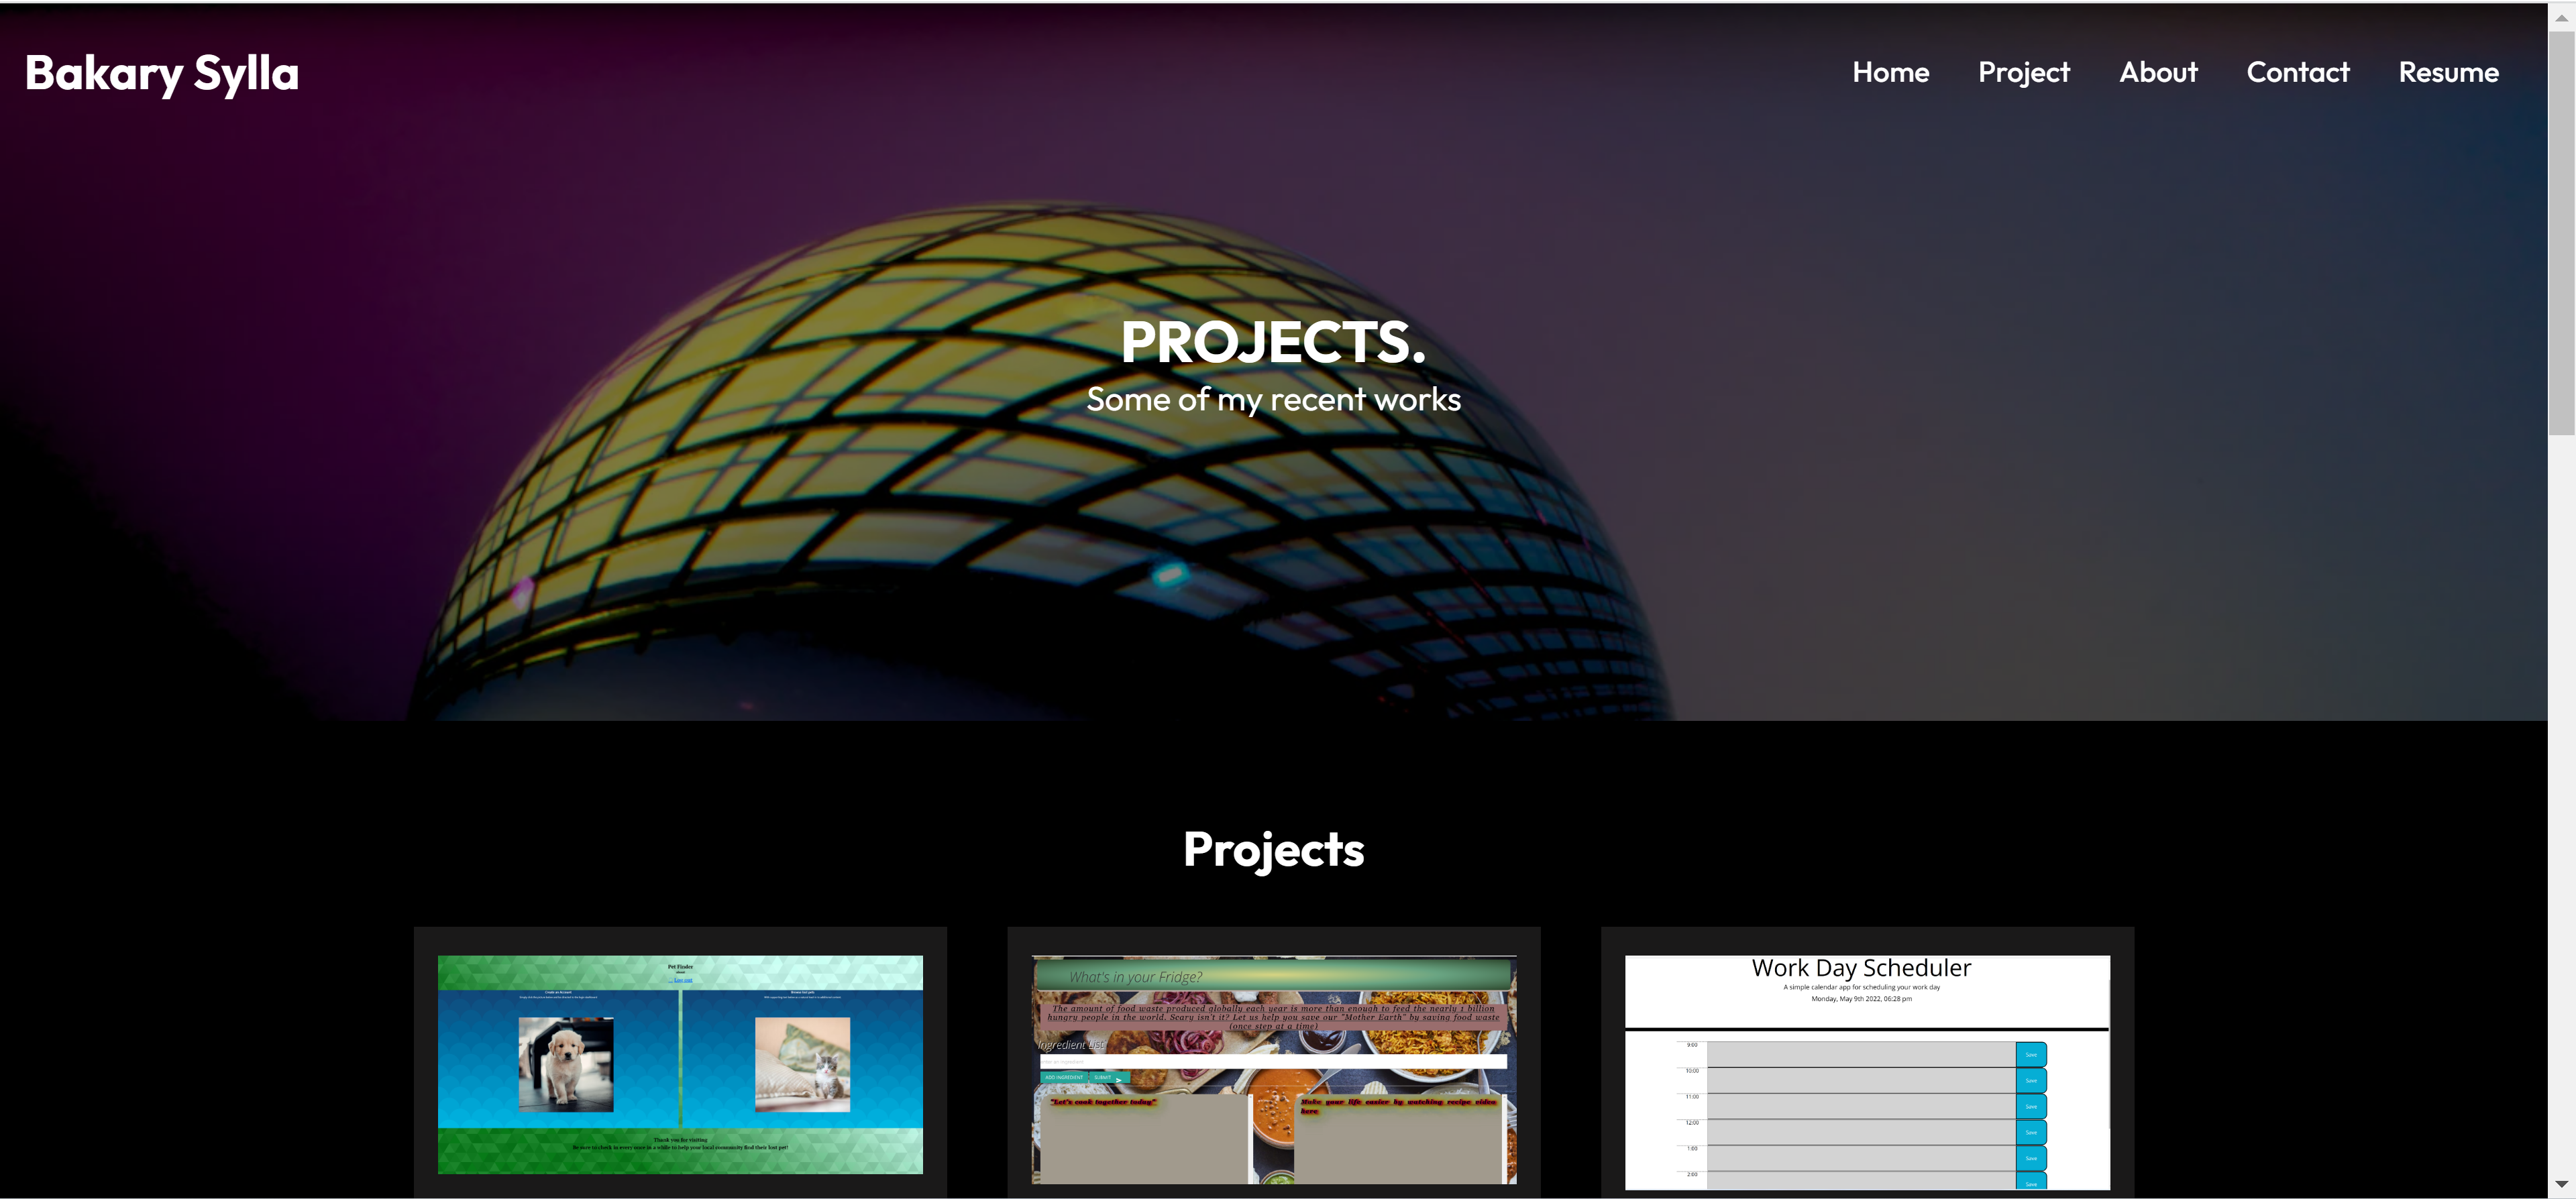 Bakary Sylla
Home Project About Contact Resume
PROJECTS.
Some of my recent works
Projects
Pet Finder
Thank you for visiting
Be sure to check in every once in a while to help your local community find their lost pet!
What's in your Fridge?
The amount of food waste produced globally each year is more than enough to feed the nearly 1 billion
hungry people in the world. Scary isn't it? Let us help you save our "Mother Earth" by saving food waste
(once step at a time)
Ingredient List
ADD INGREDIENT SUBMIT
"Let's cook together today"
Make your life easier by watching recipe video
here
Work Day Scheduler
A simple calendar app for scheduling your work day
Monday, May 9th 2022, 06:28 pm
9:00 Save
10:00 Save
11:00 Save
12:00 Save
1:00 Save
2:00 Save